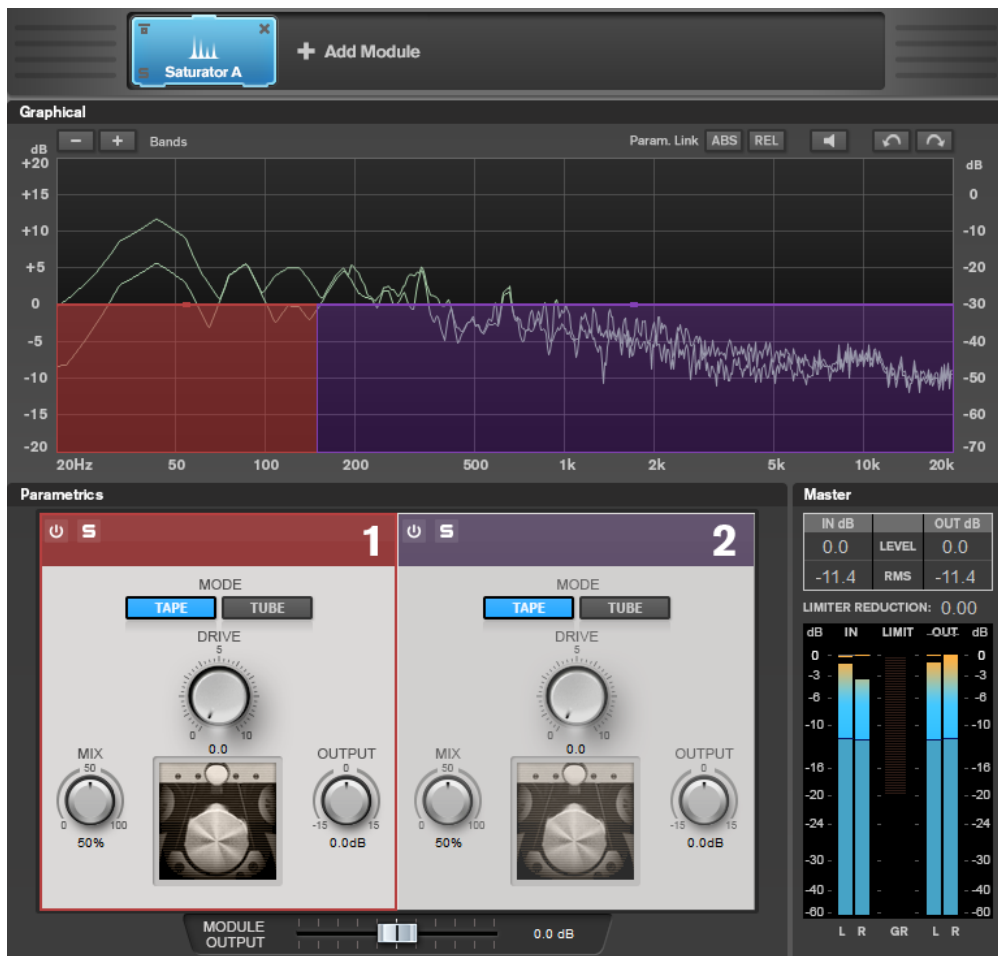 S Saturator A
+ Add Module
Graphical
- + Bands Param. Link ABS REL
dB
+20
+15
+10
+5
0
-5
-10
-15
-20
dB
0
-10
-20
-30
-40
-50
-60
-70
20Hz 50 100 200 500 1k 2k 5k 10k 20k
Parametrics
S 1
MODE
TAPE TUBE
DRIVE
5
0 10
0.0
MIX
50
0 100
50%
OUTPUT
0
-15 15
0.0dB
S 2
MODE
TAPE TUBE
DRIVE
5
0 10
0.0
MIX
50
0 100
50%
OUTPUT
0
-15 15
0.0dB
MODULE
OUTPUT
0.0 dB
Master
IN dB OUT dB
0.0 LEVEL 0.0
-11.4 RMS -11.4
LIMITER REDUCTION: 0.00
dB IN LIMIT OUT dB
0 0
-3 -3
-6 -6
-10 -10
-16 -16
-20 -20
-24 -24
-30 -30
-40 -40
-60 -60
L R GR L R